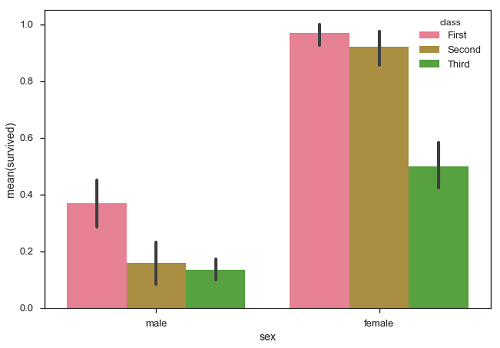 class
First
Second
Third
mean(survived)
1.0
0.8
0.6
0.4
0.2
0.0
male
female
sex